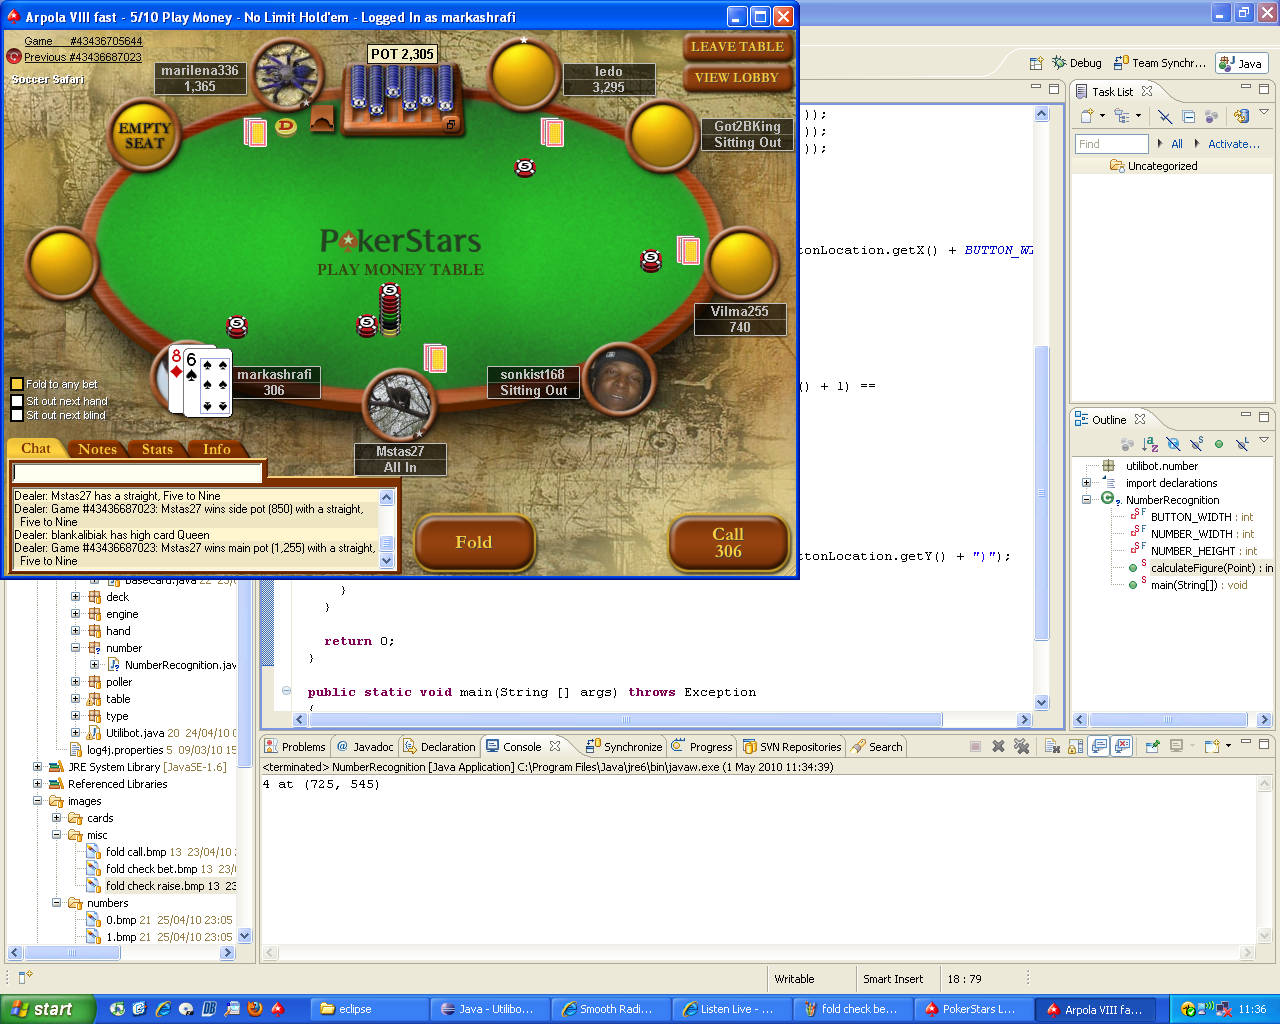 Arpola VIII fast - 5/10 Play Money - No Limit Hold'em - Logged In as markashrafi
Game #43436705644
Previous #43436687023
Soccer Safari
POT 2,305
LEAVE TABLE
VIEW LOBBY
marilena336
1,365
ledo
3,295
Got2BKing
Sitting Out
EMPTY
SEAT
D
PokerStars
PLAY MONEY TABLE
Vilma255
740
8
6
markashrafi
306
sonkist168
Sitting Out
Mstas27
All In
Fold to any bet
Sit out next hand
Sit out next blind
Chat
Notes
Stats
Info
Dealer: Mstas27 has a straight, Five to Nine
Dealer: Game #43436687023: Mstas27 wins side pot (850) with a straight,
Five to Nine
Dealer: blankalibiak has high card Queen
Dealer: Game #43436687023: Mstas27 wins main pot (1,255) with a straight,
Five to Nine
Fold
Call
306
Debug
Team Synchr...
Java
));
));
));
tonLocation.getX() + BUTTON_WI
() + 1) ==
ttonLocation.getY() + ")");
}
}
return 0;
}
public static void main(String [] args) throws Exception
{
Task List
Find
All
Activate...
Uncategorized
Outline
utilibot.number
import declarations
NumberRecognition
BUTTON_WIDTH : int
NUMBER_WIDTH : int
NUMBER_HEIGHT : int
calculateFigure(Point) : in
main(String[]) : void
BaseCard.java 22 23/0
deck
engine
hand
number
NumberRecognition.jav
poller
table
type
Utilibot.java 20 24/04/10
log4j.properties 5 09/03/10 15
JRE System Library [JavaSE-1.6]
Referenced Libraries
images
cards
misc
fold call.bmp 13 23/04/10
fold check bet.bmp 13 23/
fold check raise.bmp 13 23
numbers
0.bmp 21 25/04/10 23:05
1.bmp 21 25/04/10 23:05
Problems
Javadoc
Declaration
Console
Synchronize
Progress
SVN Repositories
Search
<terminated> NumberRecognition [Java Application] C:\Program Files\Java\jre6\bin\javaw.exe (1 May 2010 11:34:39)
4 at (725, 545)
Writable
Smart Insert
18 : 79
start
eclipse
Java - Utilibo...
Smooth Radi...
Listen Live - ...
fold check be...
PokerStars L...
Arpola VIII fa...
11:36